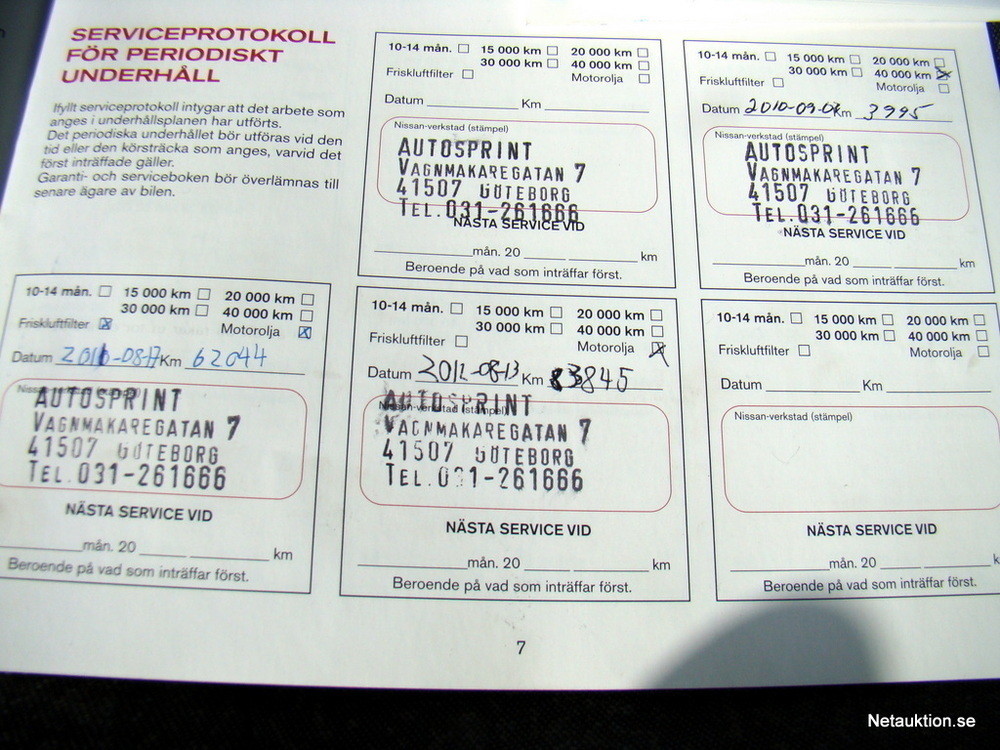 SERVICEPROTOKOLL
FÖR PERIODISKT
UNDERHÅLL
Ifyllt serviceprotokoll intygar att det arbete som
anges i underhållsplanen har utförts.
Det periodiska underhållet bör utföras vid den
tid eller den körsträcka som anges, varvid det
först inträffade gäller.
Garanti- och serviceboken bör överlämnas till
senare ägare av bilen.
10-14 mån. 15 000 km 20 000 km
30 000 km 40 000 km
Friskluftfilter Motorolja
Datum Km
Nissan-verkstad (stämpel)
AUTOSPRINT
VAGNMAKAREGATAN 7
41507 GÖTEBORG
TEL.031-261666
NÄSTA SERVICE VID
mån. 20 km
Beroende på vad som inträffar först.
10-14 mån. 15 000 km 20 000 km
30 000 km 40 000 km
Friskluftfilter Motorolja
Datum 2010-09-07 Km 3995
Nissan-verkstad (stämpel)
AUTOSPRINT
VAGNMAKAREGATAN 7
41507 GÖTEBORG
TEL.031-261666
NÄSTA SERVICE VID
mån. 20 km
Beroende på vad som inträffar först.
10-14 mån. 15 000 km 20 000 km
30 000 km 40 000 km
Friskluftfilter Motorolja
Datum Km 62044
AUTOSPRINT
VAGNMAKAREGATAN 7
41507 GÖTEBORG
TEL.031-261666
NÄSTA SERVICE VID
mån. 20 km
Beroende på vad som inträffar först.
10-14 mån. 15 000 km 20 000 km
30 000 km 40 000 km
Friskluftfilter Motorolja
Datum 2012-08-13 Km 83845
Nissan-verkstad (stämpel)
AUTOSPRINT
VAGNMAKAREGATAN 7
41507 GÖTEBORG
TEL.031-261666
NÄSTA SERVICE VID
mån. 20 km
Beroende på vad som inträffar först.
10-14 mån. 15 000 km 20 000 km
30 000 km 40 000 km
Friskluftfilter Motorolja
Datum Km
Nissan-verkstad (stämpel)
NÄSTA SERVICE VID
mån. 20
Beroende på vad som inträffar först.
7
Netauktion.se